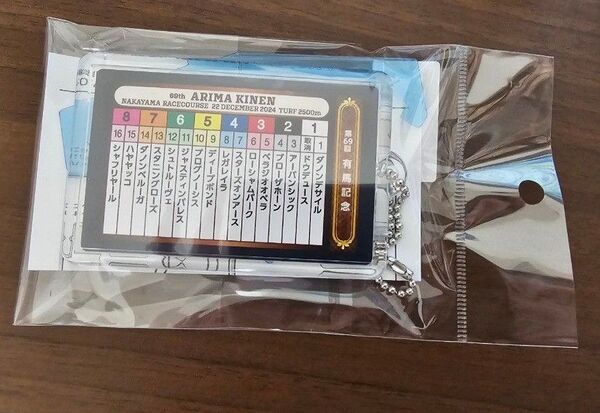 69th ARIMA KINEN
NAKAYAMA RACECOURSE 22 DECEMBER 2024 TURF 2500m
第69回 有馬記念
8 7 6 5 4 3 2 1
16 15 14 13 12 11 10 9 8 7 6 5 4 3 取消 1
ダノンデサイル
ドウデュース
アーバンシック
ブローザホーン
ベラジオオペラ
ローシャムパーク
スターズオンアース
レガレイラ
ディープボンド
プログノーシス
ジャスティンパレス
シュトルーヴェ
スタニングローズ
ダノンベルーガ
ハヤヤッコ
シャフリヤール